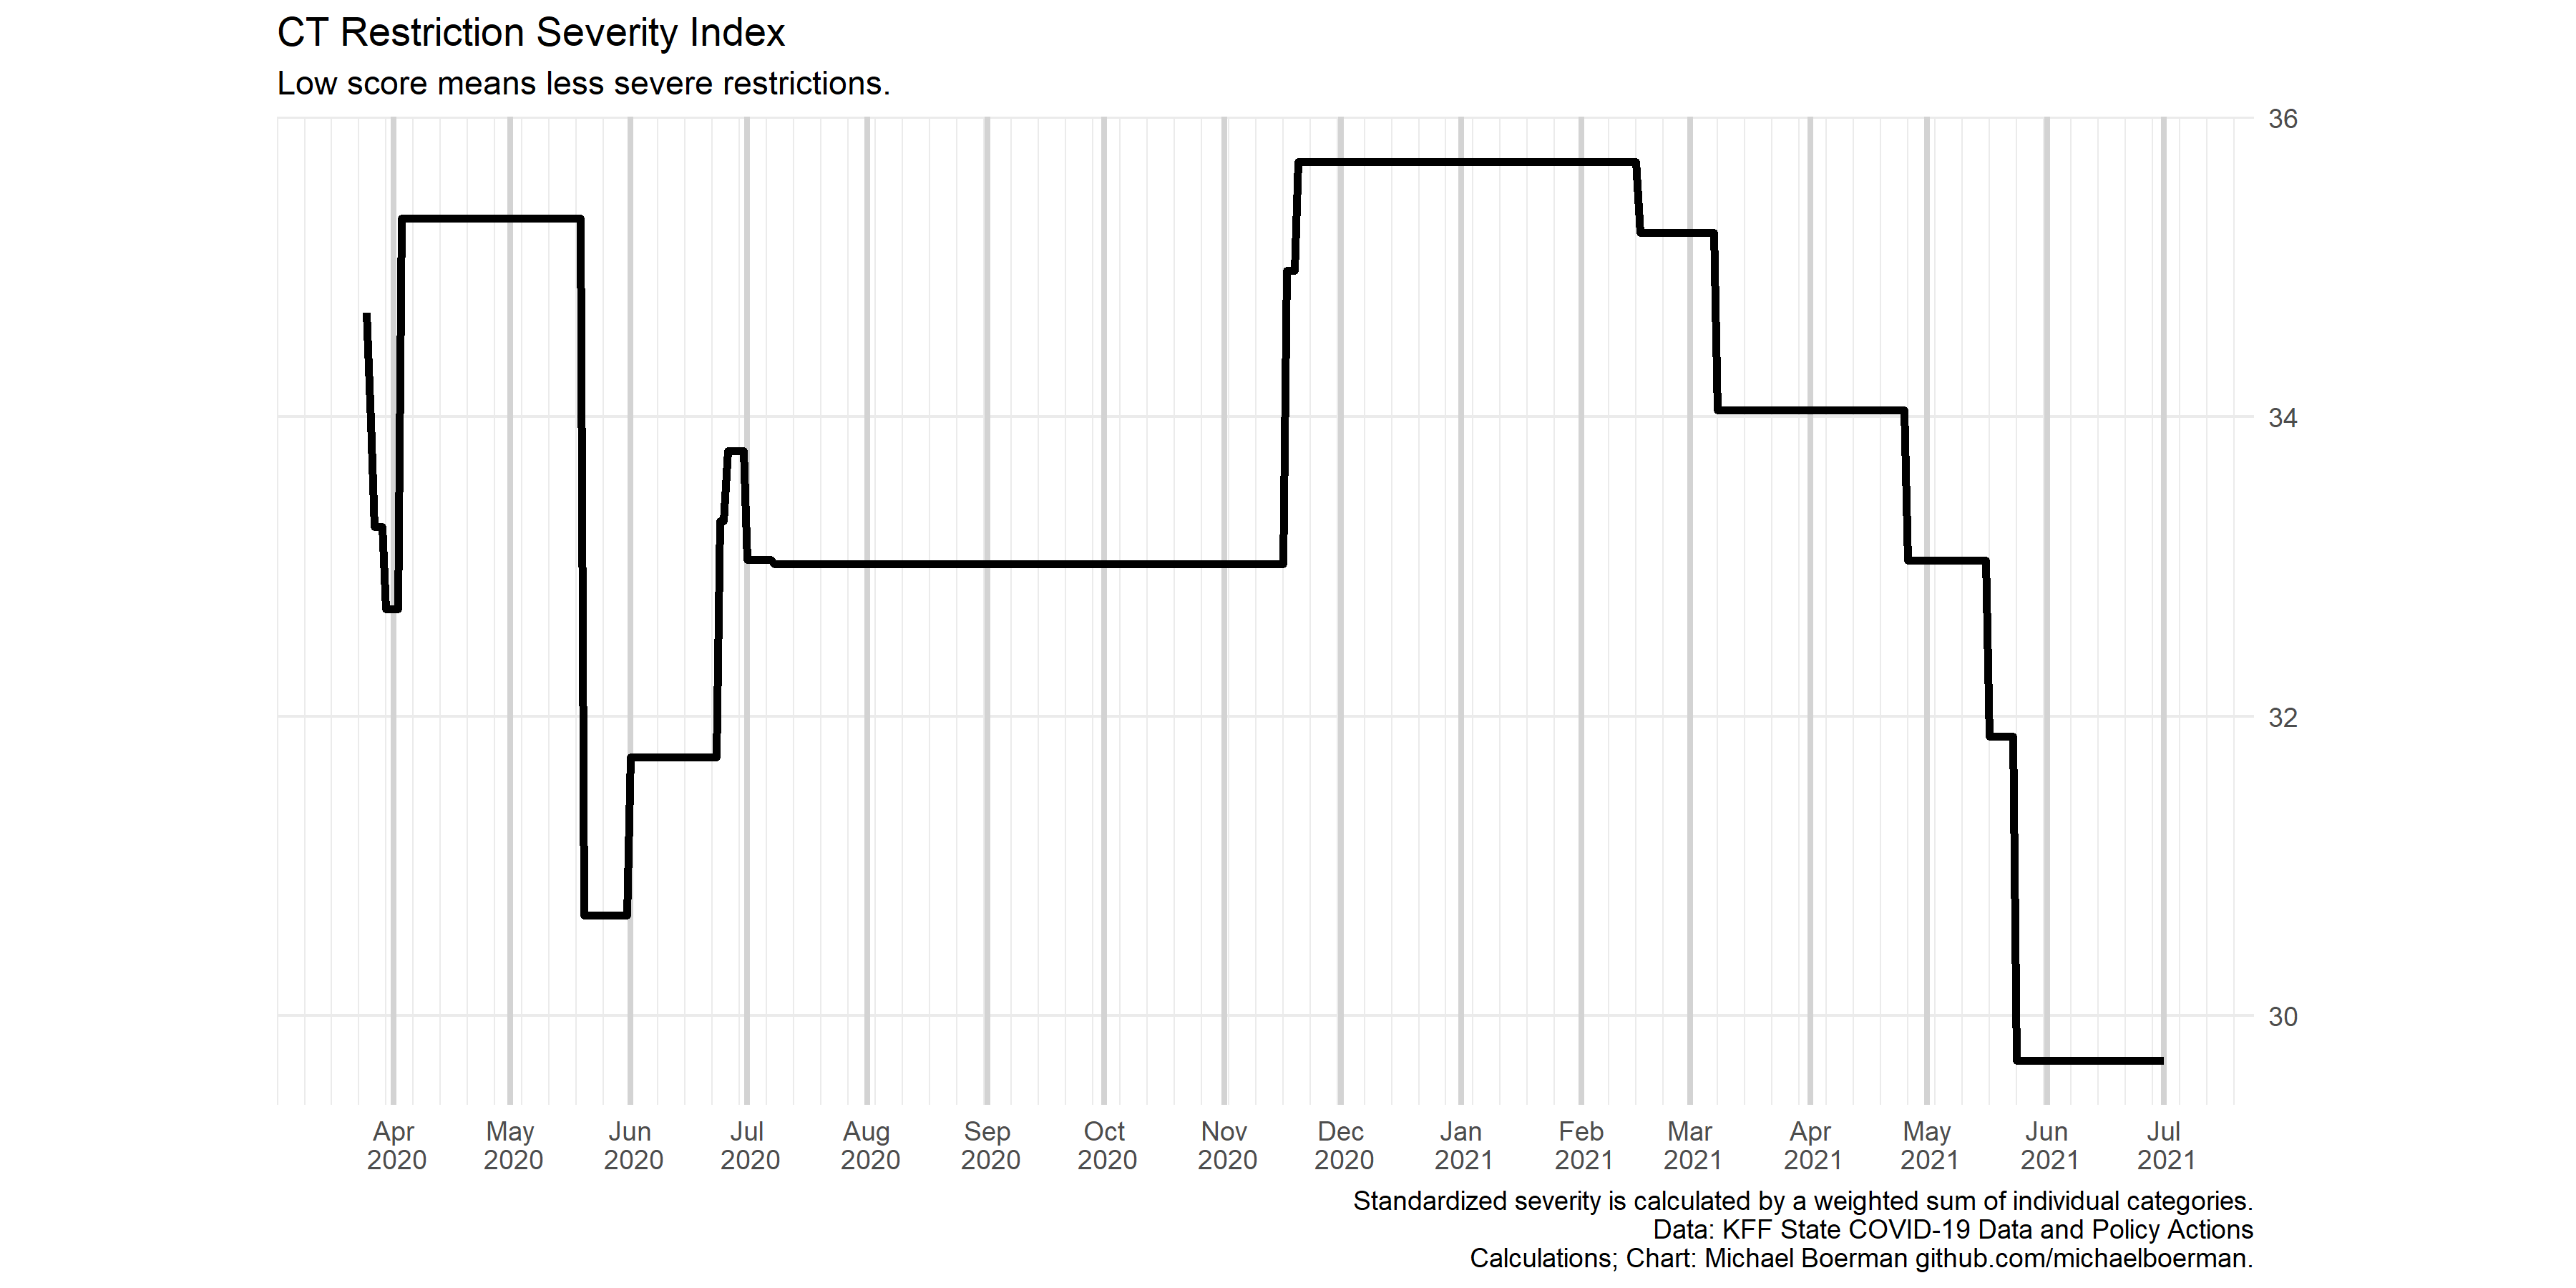 CT Restriction Severity Index
Low score means less severe restrictions.
36
34
32
30
Apr May Jun Jul Aug Sep Oct Nov Dec Jan Feb Mar Apr May Jun Jul
2020 2020 2020 2020 2020 2020 2020 2020 2020 2021 2021 2021 2021 2021 2021 2021
Standardized severity is calculated by a weighted sum of individual categories.
Data: KFF State COVID-19 Data and Policy Actions
Calculations; Chart: Michael Boerman github.com/michaelboerman.